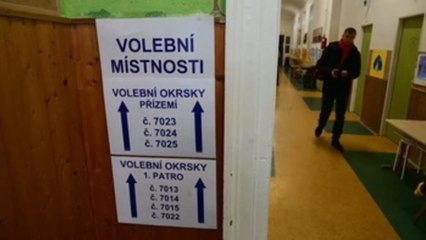 VOLEBNÍ
MÍSTNOSTI
VOLEBNÍ OKRSKY
PŘÍZEMÍ
č. 7023
č. 7024
č. 7025
VOLEBNÍ OKRSKY
1. PATRO
č. 7013
č. 7014
č. 7015
č. 7022